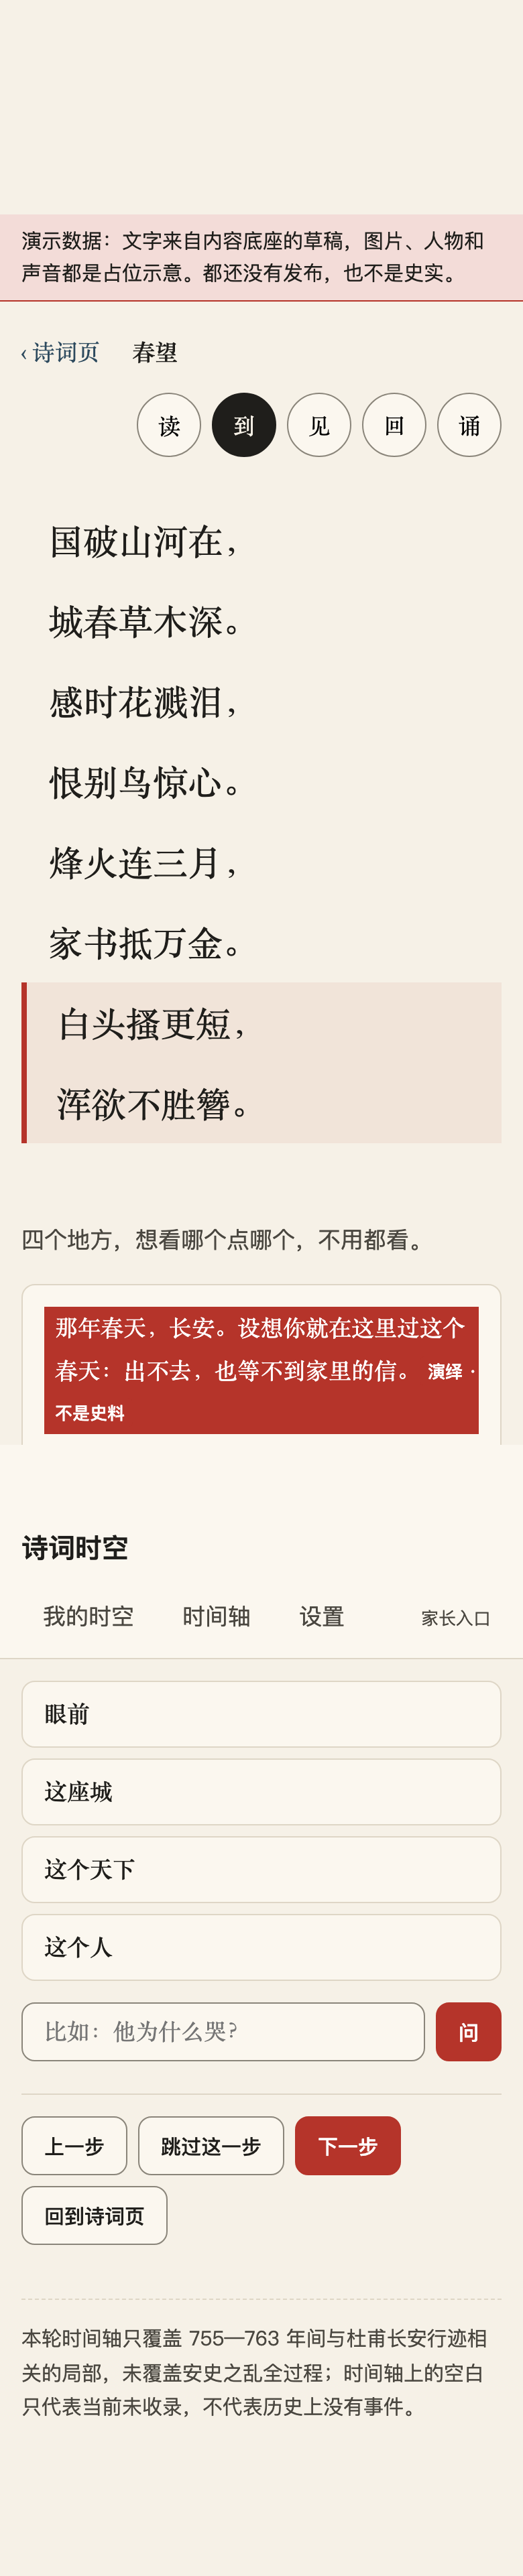 演示数据：文字来自内容底座的草稿，图片、人物和
声音都是占位示意。都还没有发布，也不是史实。
‹ 诗词页 春望
读 到 见 回 诵
国破山河在，
城春草木深。
感时花溅泪，
恨别鸟惊心。
烽火连三月，
家书抵万金。
白头搔更短，
浑欲不胜簪。
四个地方，想看哪个点哪个，不用都看。
那年春天，长安。设想你就在这里过这个
春天：出不去，也等不到家里的信。 演绎 ·
不是史料
诗词时空
我的时空 时间轴 设置 家长入口
眼前
这座城
这个天下
这个人
比如：他为什么哭？ 问
上一步 跳过这一步 下一步
回到诗词页
本轮时间轴只覆盖 755—763 年间与杜甫长安行迹相
关的局部，未覆盖安史之乱全过程；时间轴上的空白
只代表当前未收录，不代表历史上没有事件。